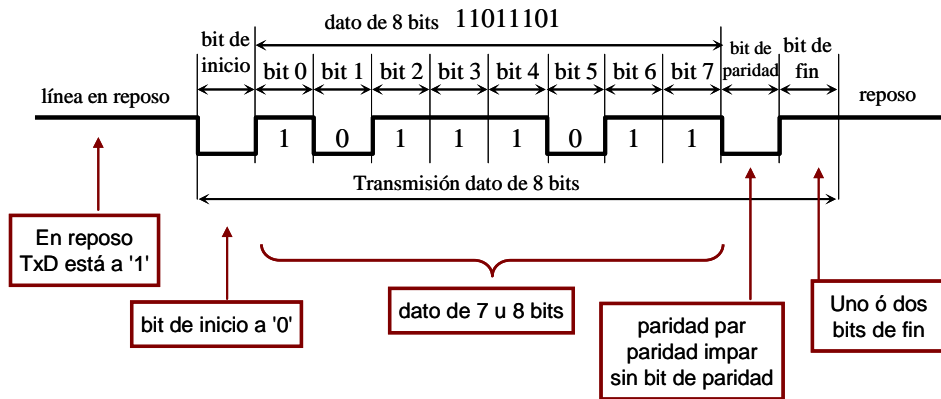 dato de 8 bits 11011101
bit de
inicio
bit 0 bit 1 bit 2 bit 3 bit 4 bit 5 bit 6 bit 7
bit de
paridad
bit de
fin
línea en reposo
reposo
1 0 1 1 1 0 1 1
Transmisión dato de 8 bits
En reposo
TxD está a '1'
bit de inicio a '0'
dato de 7 u 8 bits
paridad par
paridad impar
sin bit de paridad
Uno ó dos
bits de fin